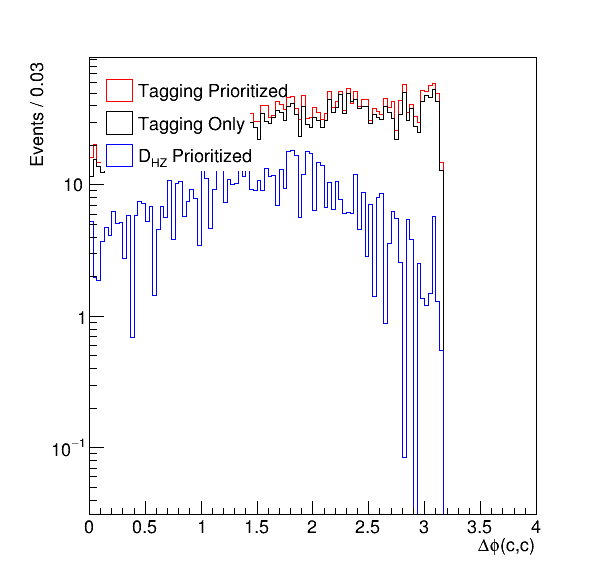 Events / 0.03
Tagging Prioritized
Tagging Only
D_HZ Prioritized
10
1
10⁻¹
0 0.5 1 1.5 2 2.5 3 3.5 4
Δϕ(c,c)